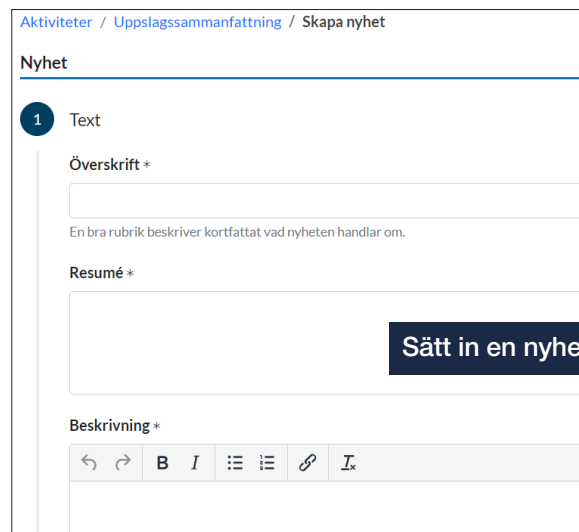 Aktiviteter / Uppslagssammanfattning / Skapa nyhet
Nyhet
1 Text
Överskrift *
En bra rubrik beskriver kortfattat vad nyheten handlar om.
Resumé *
Sätt in en nyhe
Beskrivning *
B I